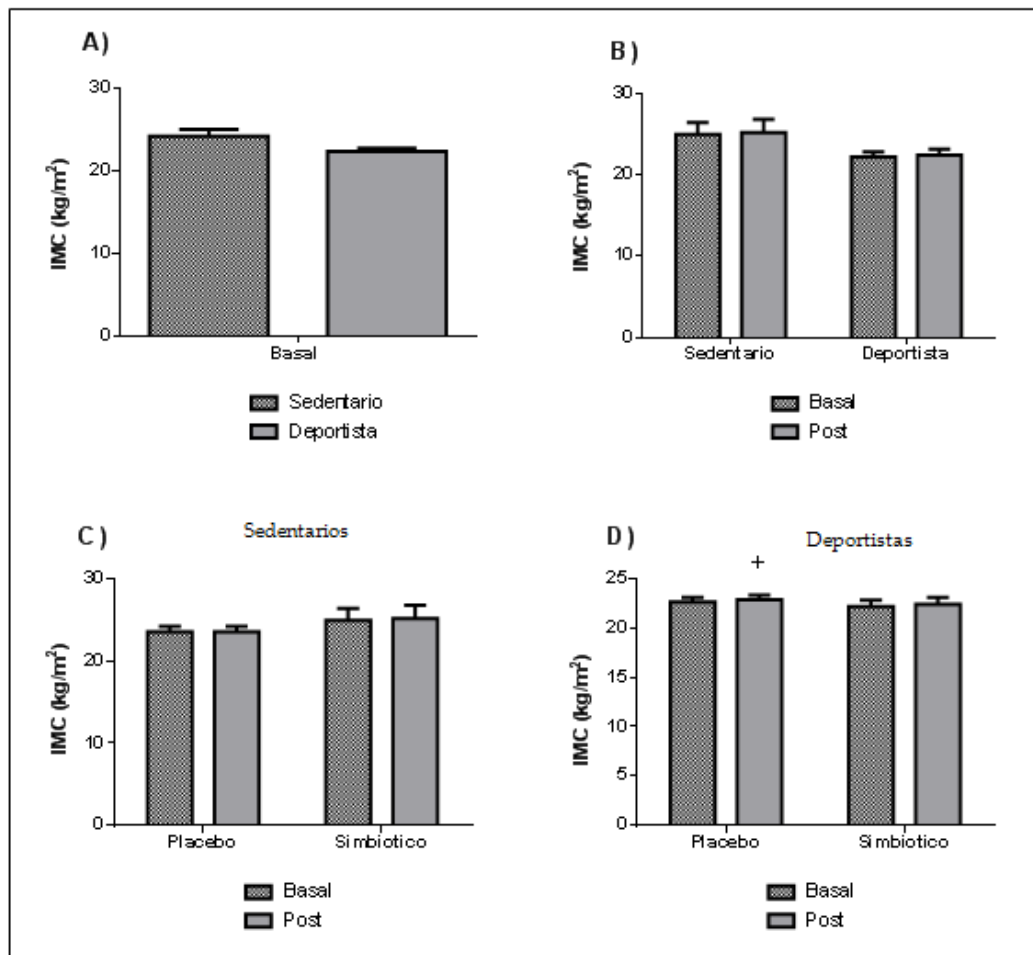 A)
30
20
10
0
IMC (kg/m²)
Basal
Sedentario
Deportista
B)
30
20
10
0
IMC (kg/m²)
Sedentario Deportista
Basal
Post
C)
Sedentarios
30
20
10
0
IMC (kg/m²)
Placebo Simbiotico
Basal
Post
D)
Deportistas
+
25
20
15
10
5
0
IMC (kg/m²)
Placebo Simbiotico
Basal
Post